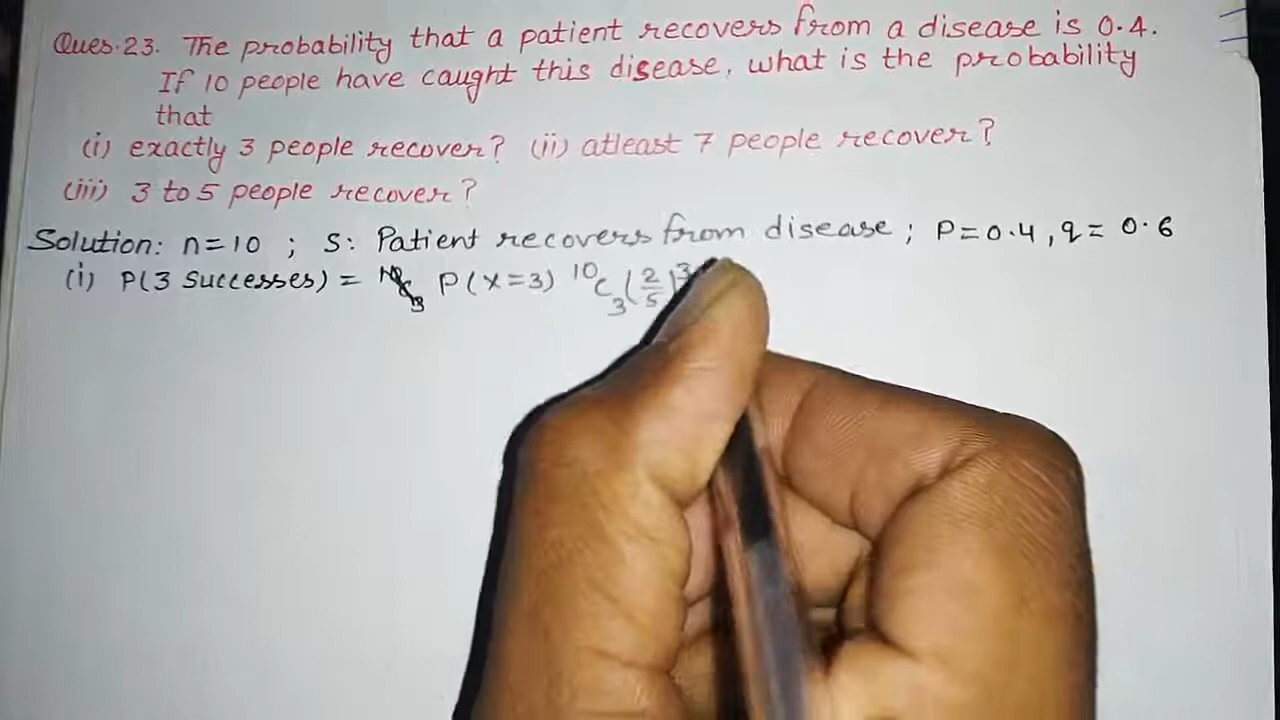 Ques.23. The probability that a patient recovers from a disease is 0.4.
If 10 people have caught this disease, what is the probability
that
(i) exactly 3 people recover? (ii) atleast 7 people recover?
(iii) 3 to 5 people recover?
Solution: n=10 ; S: Patient recovers from disease ; P=0.4, q= 0.6
(i) P(3 Successes) = P(X=3) ¹⁰C₃(2/5)³